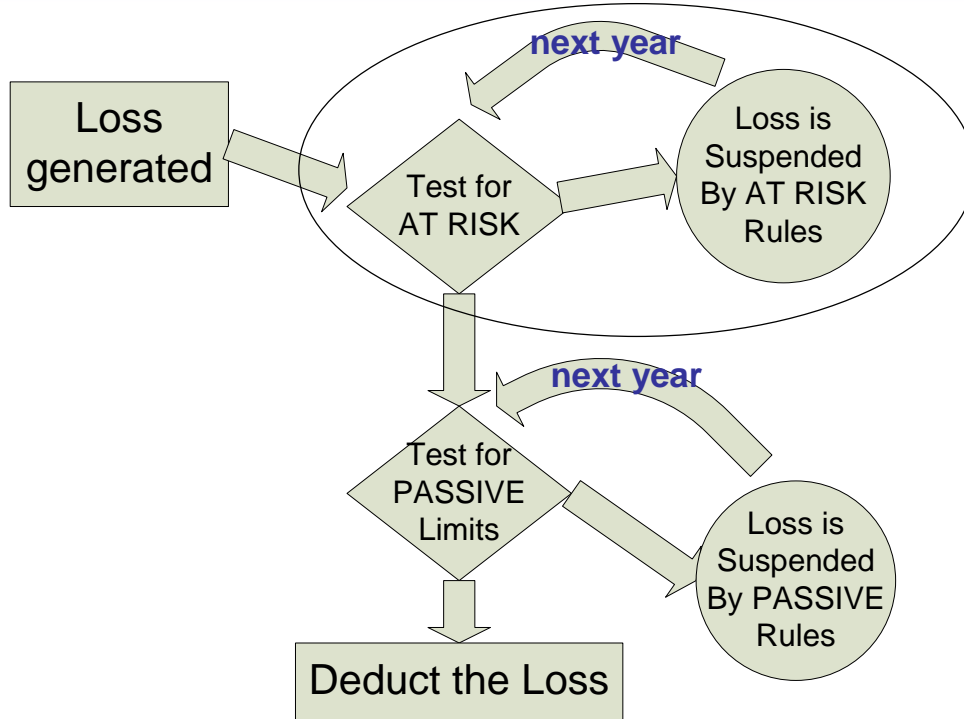 next year
Loss
generated
Test for
AT RISK
Loss is
Suspended
By AT RISK
Rules
next year
Test for
PASSIVE
Limits
Loss is
Suspended
By PASSIVE
Rules
Deduct the Loss